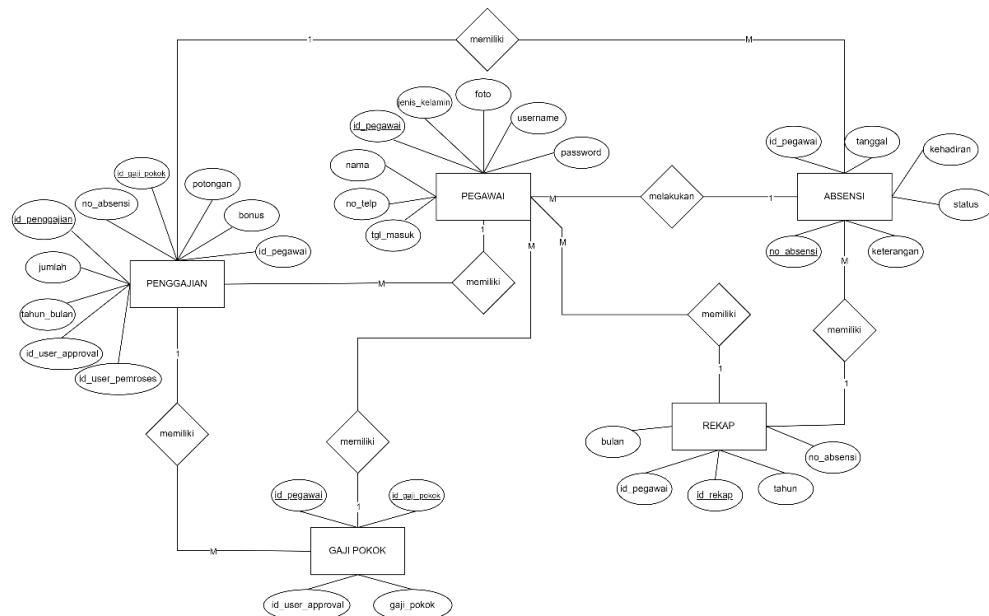 1
memiliki
M
foto
jenis_kelamin
id_pegawai
username
nama
password
no_telp
PEGAWAI
tgl_masuk
M
melakukan
1
id_pegawai
tanggal
kehadiran
ABSENSI
status
no_absensi
keterangan
id_gaji_pokok
potongan
no_absensi
bonus
id_penggajian
id_pegawai
jumlah
PENGGAJIAN
tahun_bulan
id_user_approval
id_user_pemroses
1
memiliki
M
M
M
memiliki
1
M
memiliki
1
1
memiliki
M
memiliki
1
REKAP
bulan
no_absensi
id_pegawai
id_rekap
tahun
id_pegawai
id_gaji_pokok
GAJI POKOK
id_user_approval
gaji_pokok